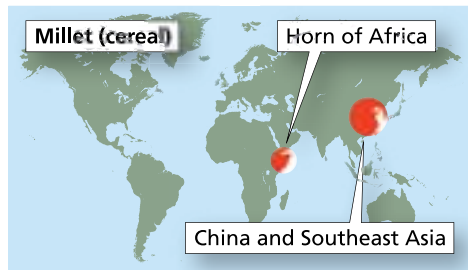 Millet (cereal)
Horn of Africa
China and Southeast Asia